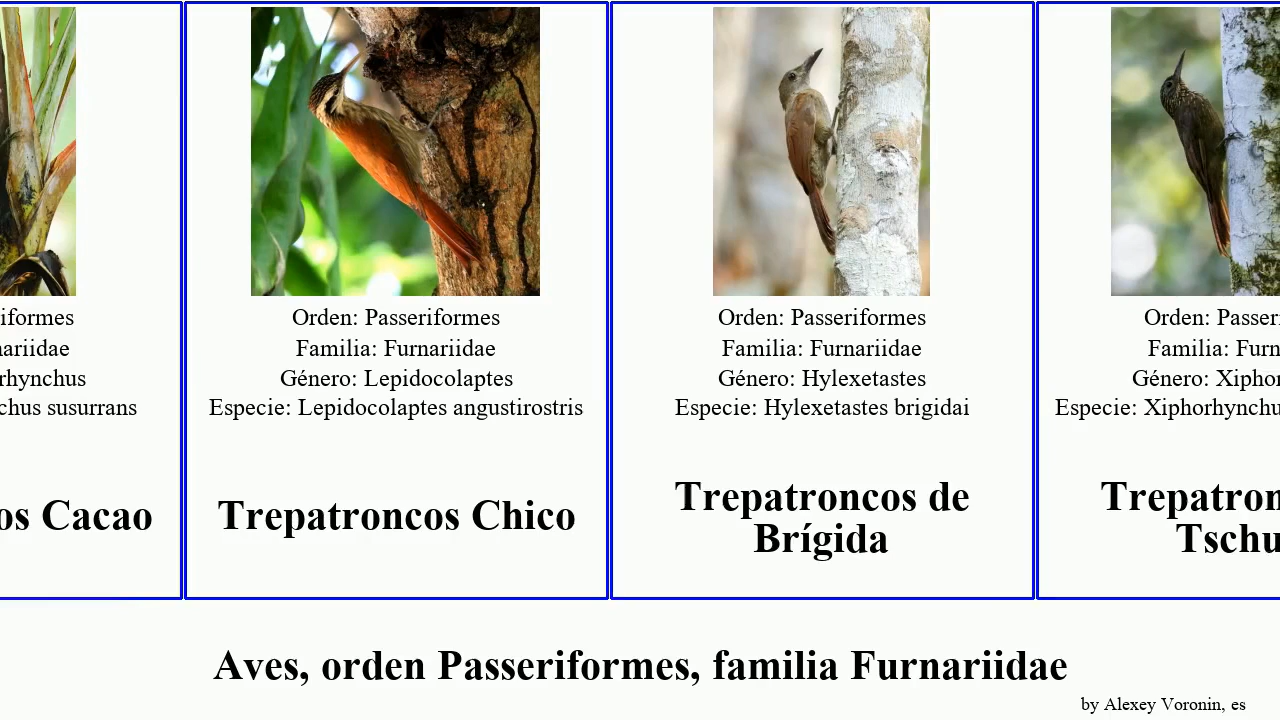 iformes
ariidae
rhynchus
chus susurrans
os Cacao
Orden: Passeriformes
Familia: Furnariidae
Género: Lepidocolaptes
Especie: Lepidocolaptes angustirostris
Trepatroncos Chico
Orden: Passeriformes
Familia: Furnariidae
Género: Hylexetastes
Especie: Hylexetastes brigidai
Trepatroncos de
Brígida
Orden: Passer
Familia: Furn
Género: Xiphor
Especie: Xiphorhynchu
Trepatron
Tschu
Aves, orden Passeriformes, familia Furnariidae
by Alexey Voronin, es